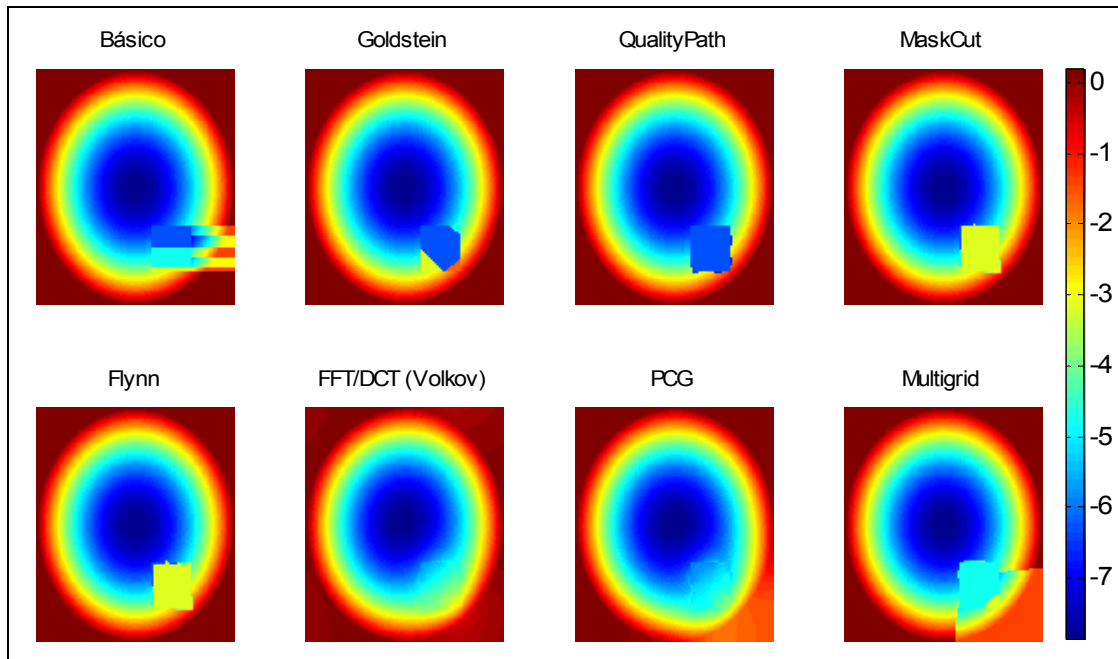 Básico
Goldstein
QualityPath
MaskCut
Flynn
FFT/DCT (Volkov)
PCG
Multigrid
0
-1
-2
-3
-4
-5
-6
-7